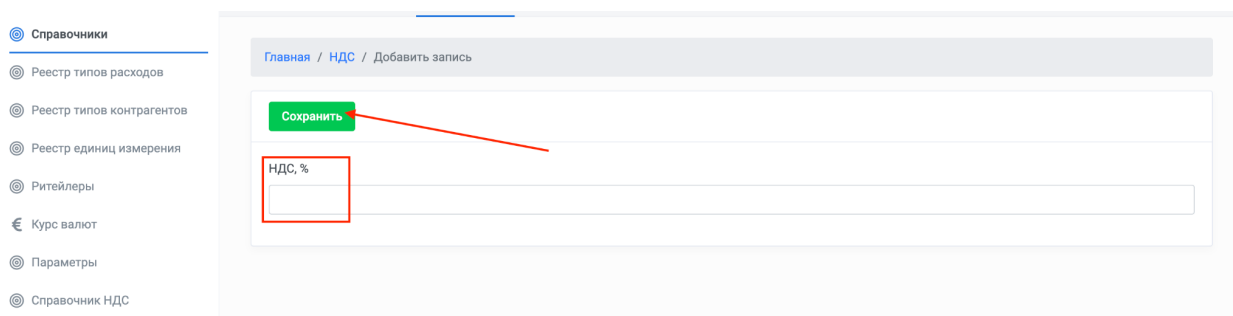 Справочники
Реестр типов расходов
Реестр типов контрагентов
Реестр единиц измерения
Ритейлеры
€ Курс валют
Параметры
Справочник НДС
Главная / НДС / Добавить запись
Сохранить
НДС, %